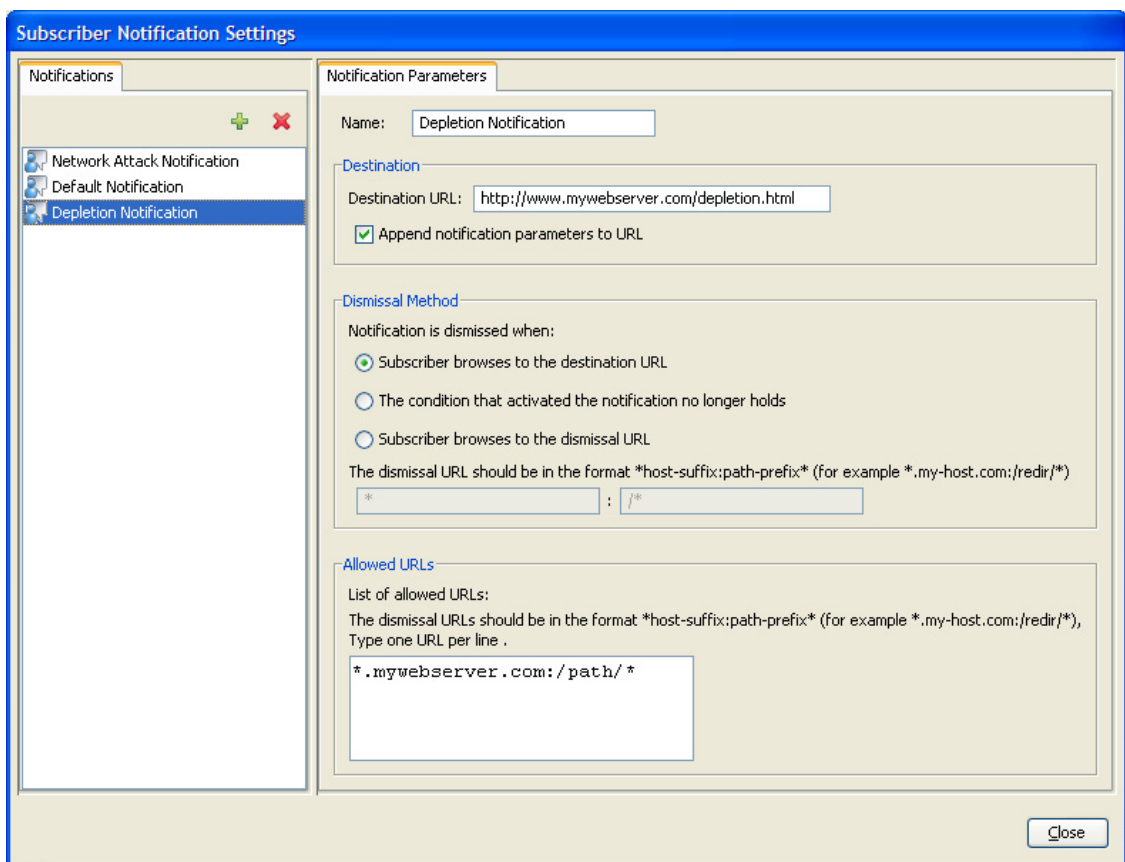 Subscriber Notification Settings
Notifications
Network Attack Notification
Default Notification
Depletion Notification
Notification Parameters
Name: Depletion Notification
Destination
Destination URL: http://www.mywebserver.com/depletion.html
Append notification parameters to URL
Dismissal Method
Notification is dismissed when:
Subscriber browses to the destination URL
The condition that activated the notification no longer holds
Subscriber browses to the dismissal URL
The dismissal URL should be in the format *host-suffix:path-prefix* (for example *.my-host.com:/redir/*)
* : /*
Allowed URLs
List of allowed URLs:
The dismissal URLs should be in the format *host-suffix:path-prefix* (for example *.my-host.com:/redir/*),
Type one URL per line .
*.mywebserver.com:/path/*
Close